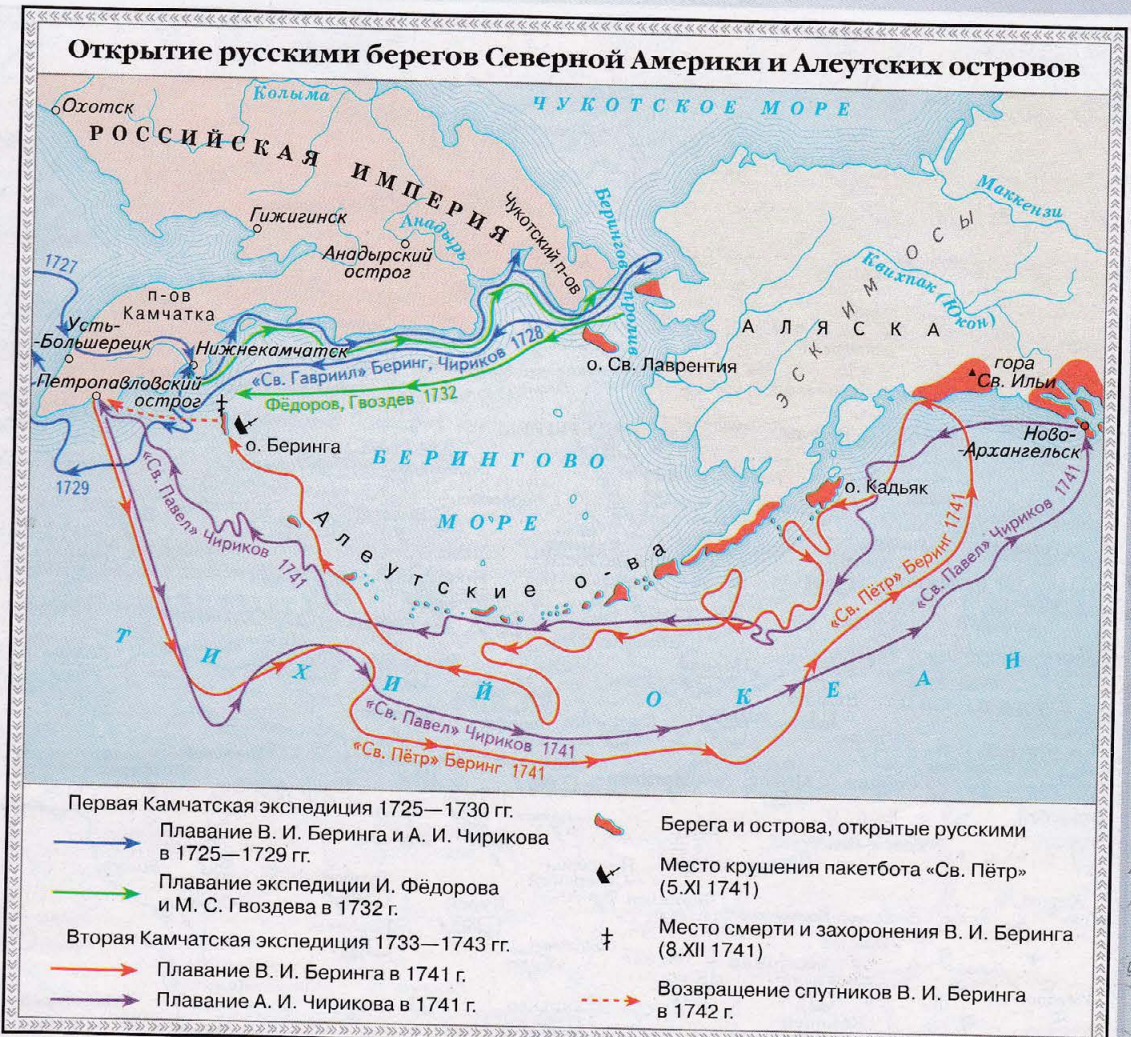 Открытие русскими берегов Северной Америки и Алеутских островов
Охотск
Колыма
ЧУКОТСКОЕ МОРЕ
РОССИЙСКАЯ ИМПЕРИЯ
Гижигинск
Анадырь
Анадырский
острог
Чукотский п-ов
Берингов пролив
Маккензи
Квихпак (Юкон)
ЭСКИМОСЫ
АЛЯСКА
1727
п-ов
Камчатка
Усть-
-Большерецк
Нижнекамчатск
Петропавловский
острог
«Св. Гавриил» Беринг, Чириков 1728
Фёдоров, Гвоздев 1732
о. Св. Лаврентия
гора
Св. Ильи
Ново-
-Архангельск
о. Беринга
1729
БЕРИНГОВО
МОРЕ
о. Кадьяк
«Св. Павел» Чириков 1741
Алеутские о-ва
«Св. Пётр» Беринг 1741
«Св. Павел» Чириков 1741
ТИХИЙ ОКЕАН
«Св. Павел» Чириков 1741
«Св. Пётр» Беринг 1741
Первая Камчатская экспедиция 1725—1730 гг.
Плавание В. И. Беринга и А. И. Чирикова
в 1725—1729 гг.
Плавание экспедиции И. Фёдорова
и М. С. Гвоздева в 1732 г.
Вторая Камчатская экспедиция 1733—1743 гг.
Плавание В. И. Беринга в 1741 г.
Плавание А. И. Чирикова в 1741 г.
Берега и острова, открытые русскими
Место крушения пакетбота «Св. Пётр»
(5.XI 1741)
Место смерти и захоронения В. И. Беринга
(8.XII 1741)
Возвращение спутников В. И. Беринга
в 1742 г.